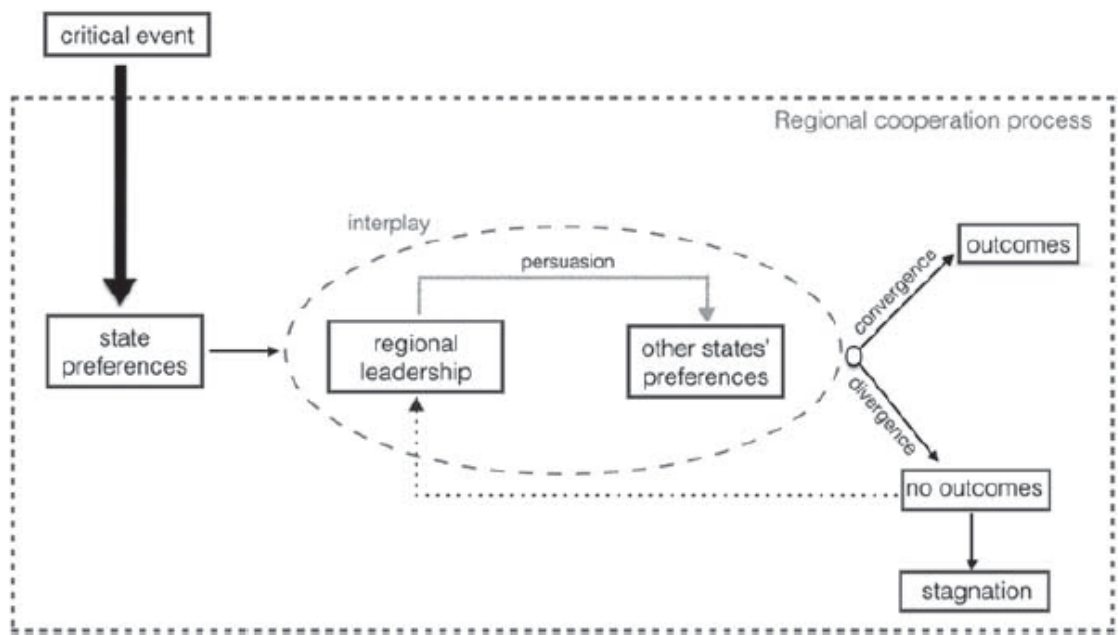 critical event
Regional cooperation process
interplay
persuasion
state
preferences
regional
leadership
other states'
preferences
convergence
outcomes
divergence
no outcomes
stagnation